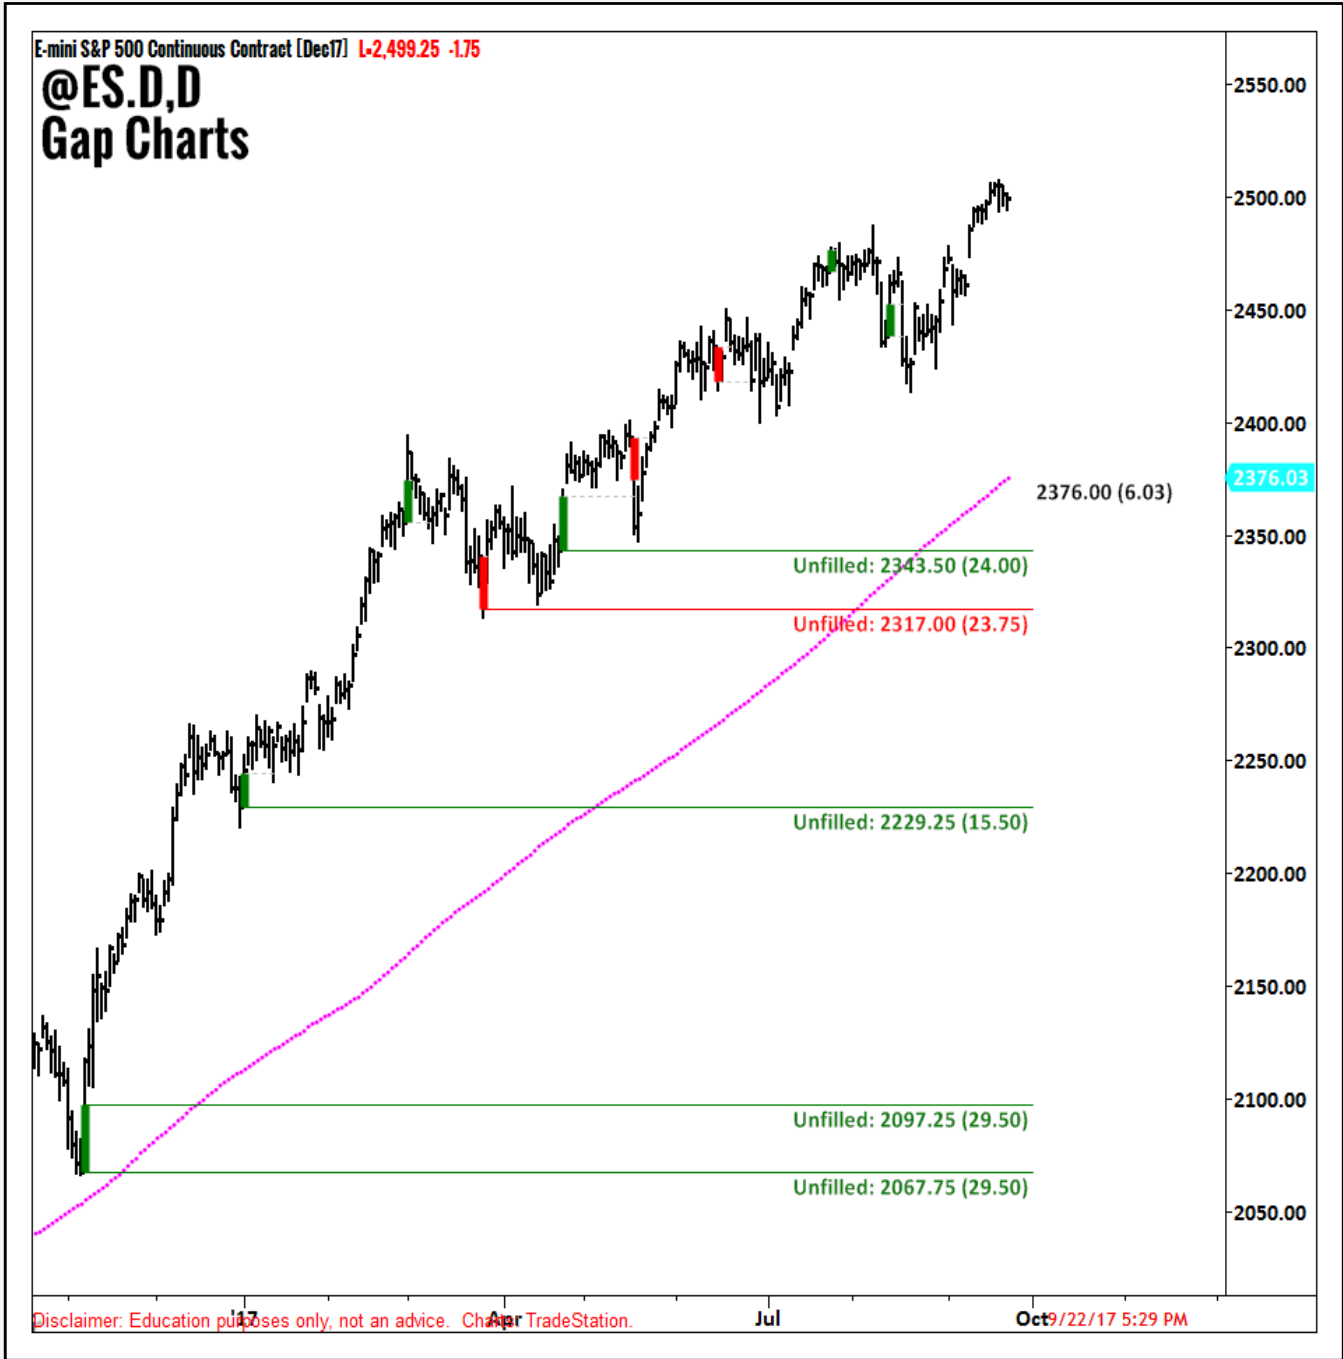 E-mini S&P 500 Continuous Contract [Dec17] L=2,499.25 -1.75
@ES.D,D
Gap Charts
2550.00
2500.00
2450.00
2400.00
2376.03
2376.00 (6.03)
2350.00
Unfilled: 2343.50 (24.00)
Unfilled: 2317.00 (23.75)
2300.00
2250.00
Unfilled: 2229.25 (15.50)
2200.00
2150.00
2100.00
Unfilled: 2097.25 (29.50)
Unfilled: 2067.75 (29.50)
2050.00
'17 Apr Jul Oct
Disclaimer: Education purposes only, not an advice. Charts TradeStation. 9/22/17 5:29 PM